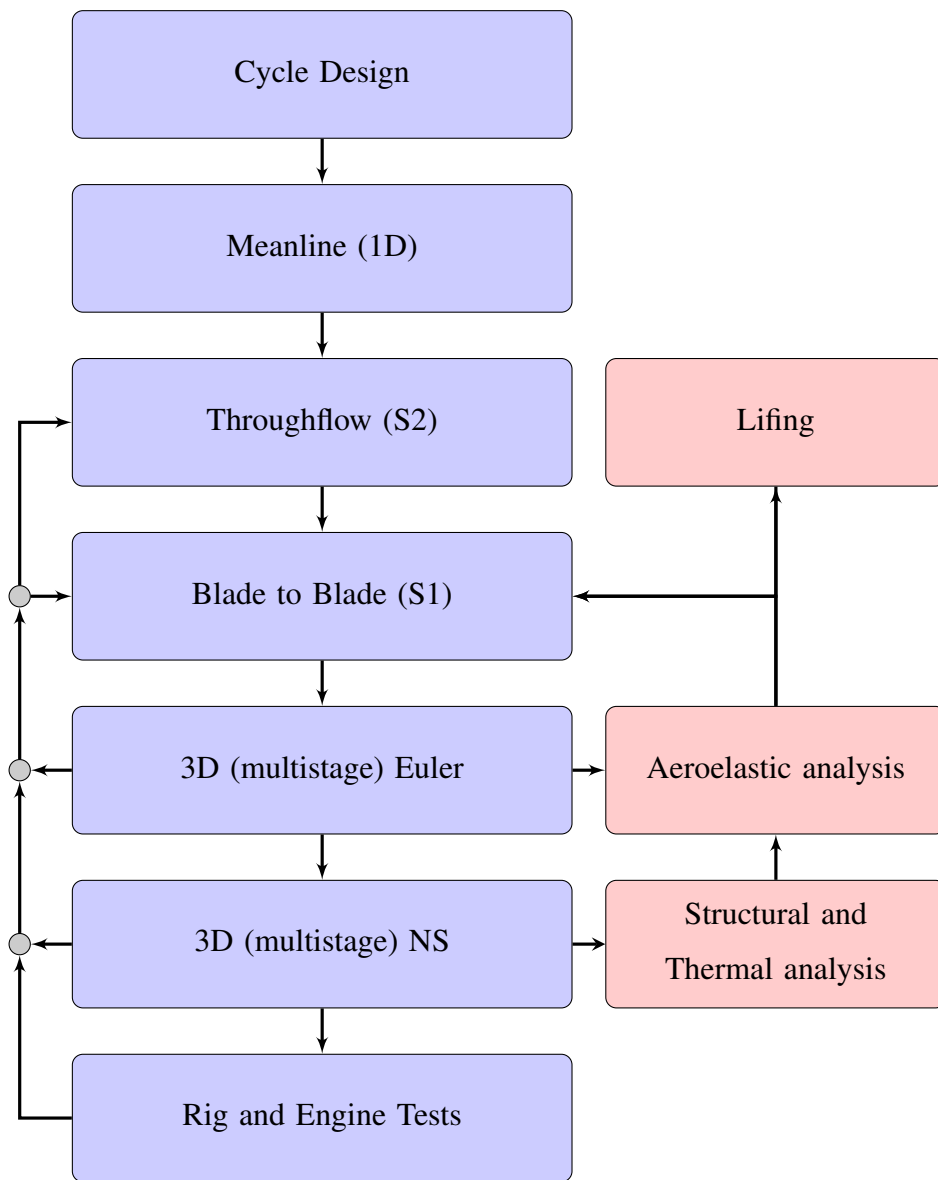 Cycle Design
Meanline (1D)
Throughflow (S2)
Lifing
Blade to Blade (S1)
3D (multistage) Euler
Aeroelastic analysis
3D (multistage) NS
Structural and
Thermal analysis
Rig and Engine Tests